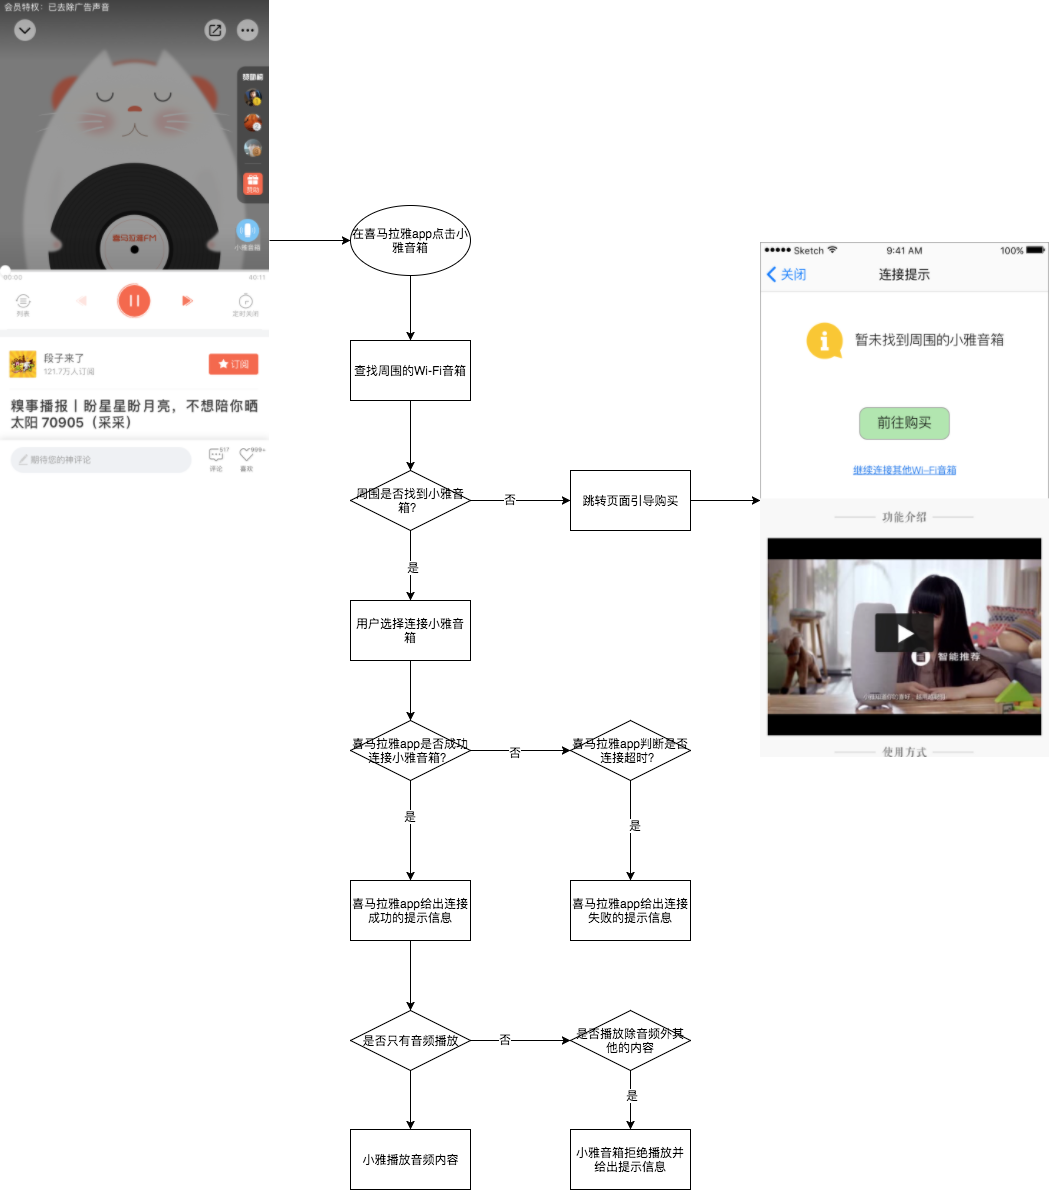 会员特权：已去除广告声音
赞助榜
赞助
小雅音箱
喜马拉雅FM
00:00
40:11
列表
定时关闭
段子来了
121.7万人订阅
订阅
糗事播报丨盼星星盼月亮，不想陪你晒
太阳 70905（采采）
期待您的神评论
517
评论
999+
喜欢
在喜马拉雅app点击小
雅音箱
查找周围的Wi-Fi音箱
周围是否找到小雅音
箱？
否
跳转页面引导购买
是
用户选择连接小雅音
箱
喜马拉雅app是否成功
连接小雅音箱？
否
喜马拉雅app判断是否
连接超时？
是
是
喜马拉雅app给出连接
成功的提示信息
喜马拉雅app给出连接
失败的提示信息
是否只有音频播放
否
是否播放除音频外其
他的内容
是
小雅播放音频内容
小雅音箱拒绝播放并
给出提示信息
Sketch
9:41 AM
100%
关闭
连接提示
暂未找到周围的小雅音箱
前往购买
继续连接其他Wi-Fi音箱
功能介绍
智能推荐
使用方式